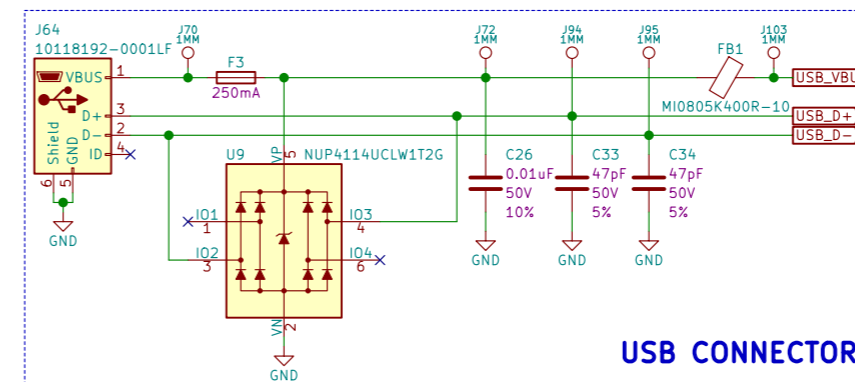 J64
10118192-0001LF
VBUS 1
D+ 3
D- 2
ID 4
Shield
GND
6
5
GND
J70
1MM
F3
250mA
J72
1MM
J94
1MM
J95
1MM
FB1
MI0805K400R-10
J103
1MM
USB_VBU
USB_D+
USB_D-
U9
NUP4114UCLW1T2G
VP
5
IO1
1
IO2
3
IO3
4
IO4
6
VN
2
GND
C26
0.01uF
50V
10%
GND
C33
47pF
50V
5%
GND
C34
47pF
50V
5%
GND
USB CONNECTOR